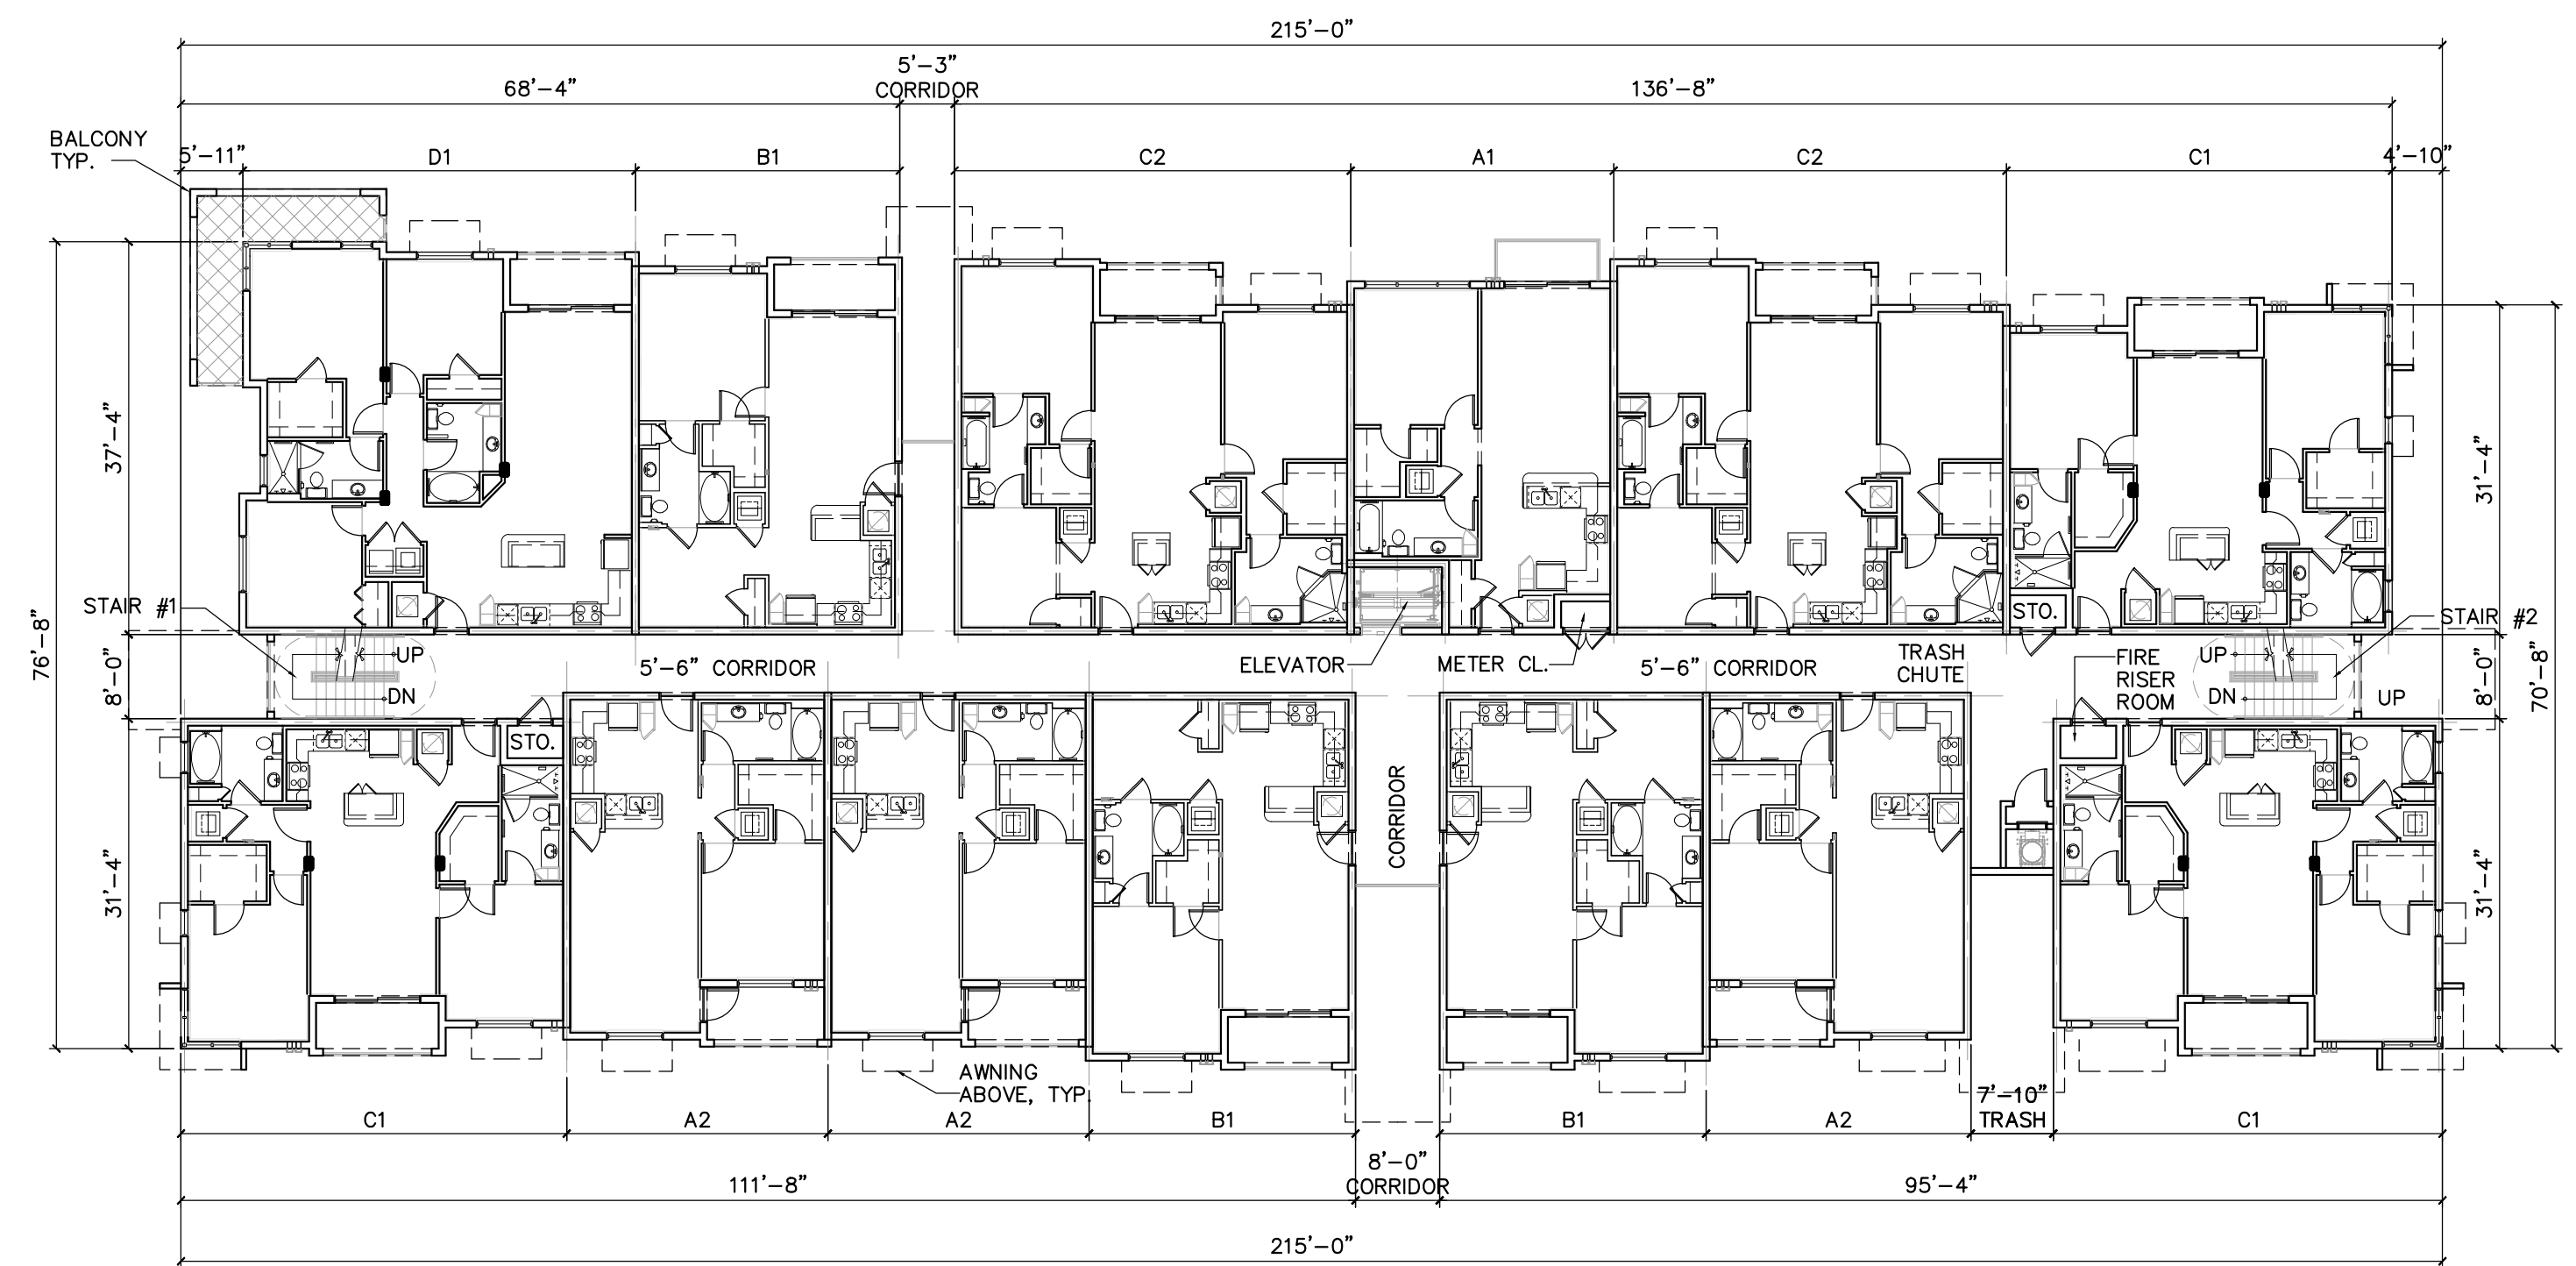 215'-0"
5'-3"
CORRIDOR
68'-4"
136'-8"
BALCONY
TYP.
5'-11"
D1
B1
C2
A1
C2
C1
4'-10"
37'-4"
31'-4"
76'-8"
STAIR #1
STO.
STAIR #2
UP
DN
8'-0"
5'-6" CORRIDOR
ELEVATOR
METER CL.
5'-6" CORRIDOR
TRASH
CHUTE
FIRE
RISER
ROOM
UP
DN
UP
8'-0"
70'-8"
STO.
CORRIDOR
31'-4"
31'-4"
AWNING
ABOVE, TYP.
7'-10"
TRASH
C1
A2
A2
B1
B1
A2
C1
8'-0"
CORRIDOR
111'-8"
95'-4"
215'-0"